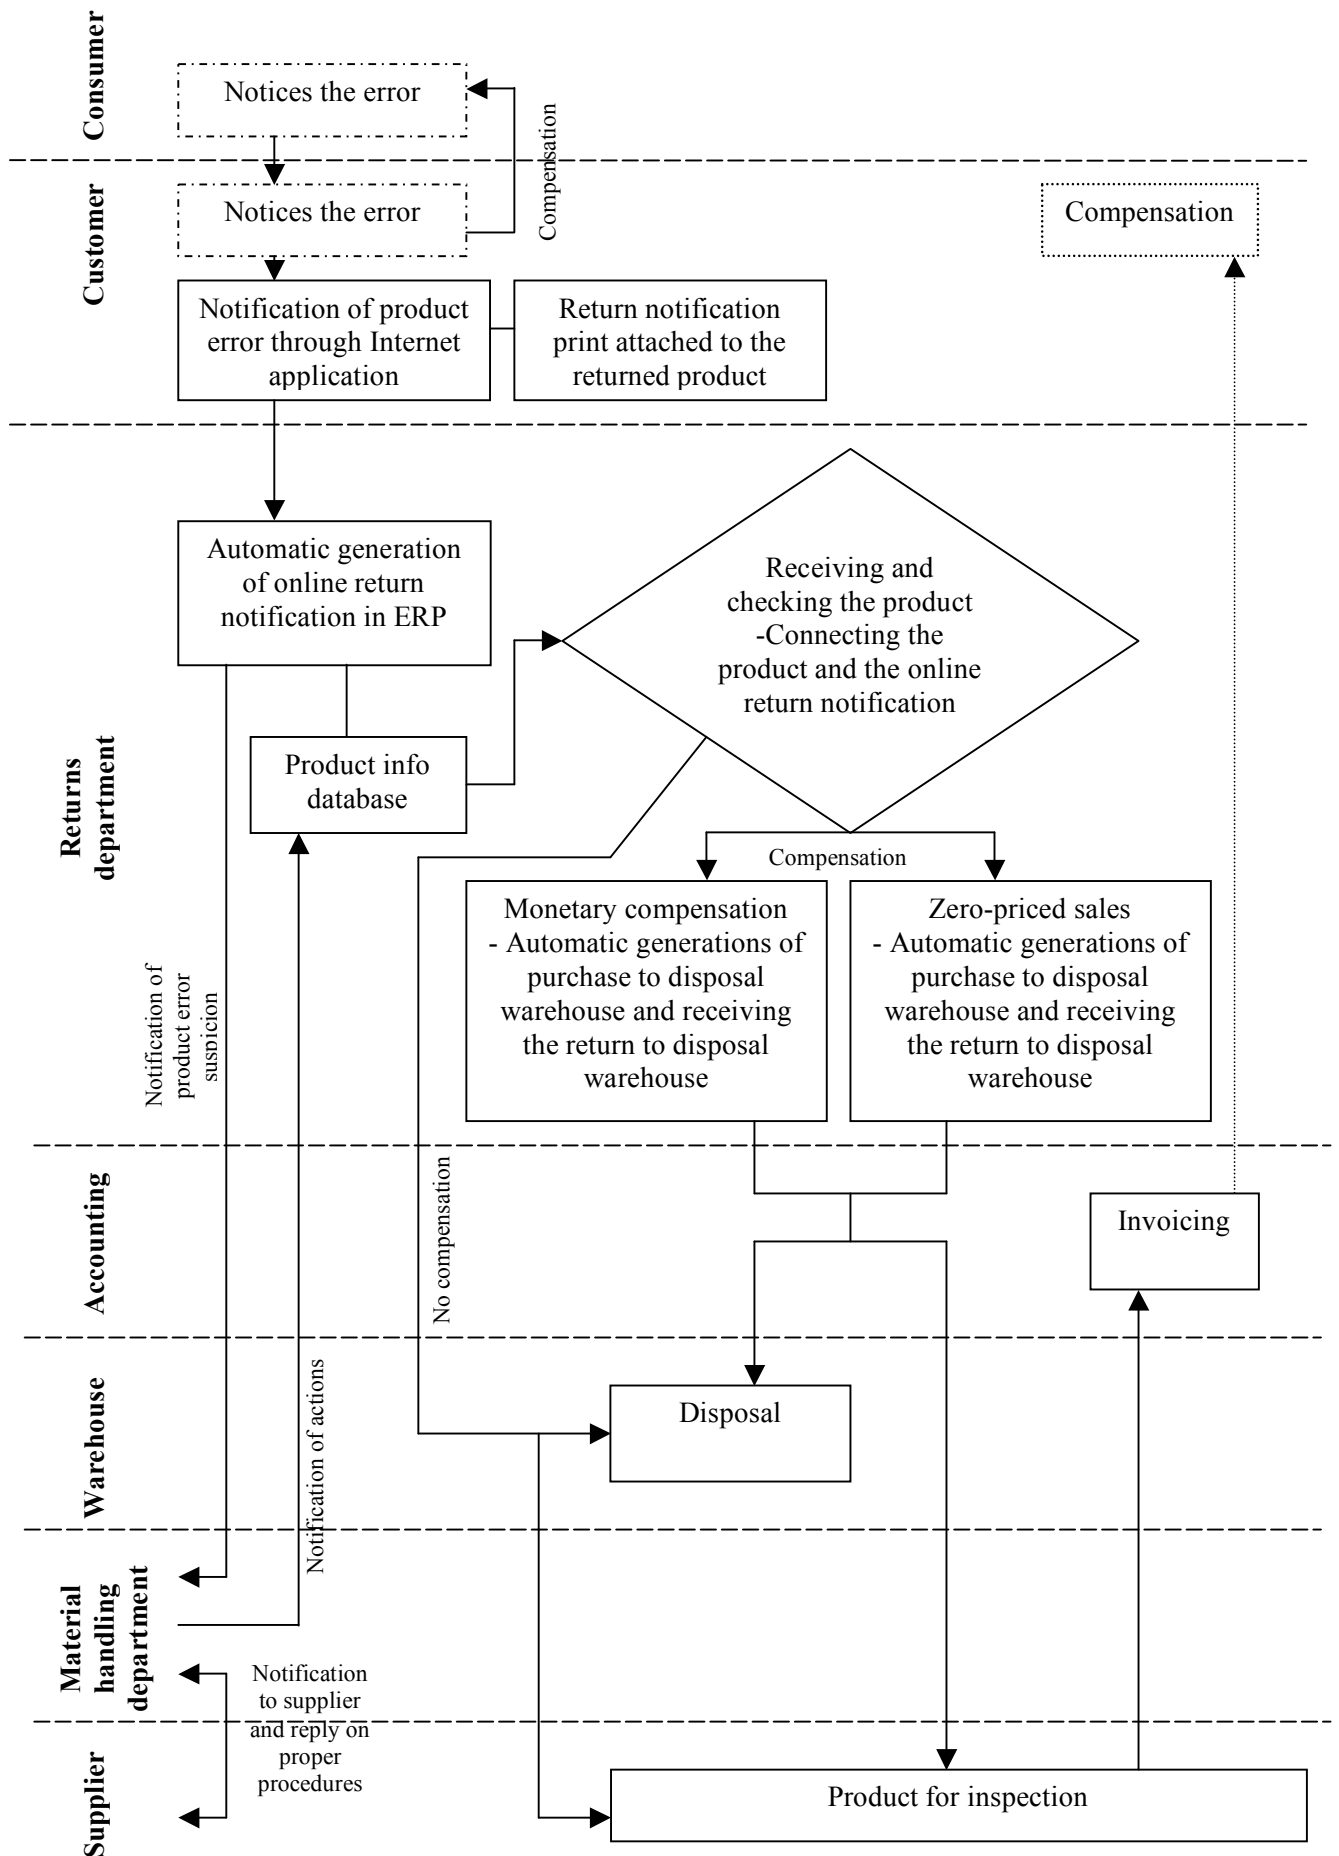 Consumer
Notices the error
Compensation
Customer
Notices the error
Compensation
Notification of product
error through Internet
application
Return notification
print attached to the
returned product
Returns
department
Automatic generation
of online return
notification in ERP
Receiving and
checking the product
-Connecting the
product and the online
return notification
Product info
database
Compensation
Monetary compensation
- Automatic generations of
purchase to disposal
warehouse and receiving
the return to disposal
warehouse
Zero-priced sales
- Automatic generations of
purchase to disposal
warehouse and receiving
the return to disposal
warehouse
Notification of
product error
suspicion
Accounting
No compensation
Invoicing
Warehouse
Notification of actions
Disposal
Material
handling
department
Notification
to supplier
and reply on
proper
procedures
Supplier
Product for inspection